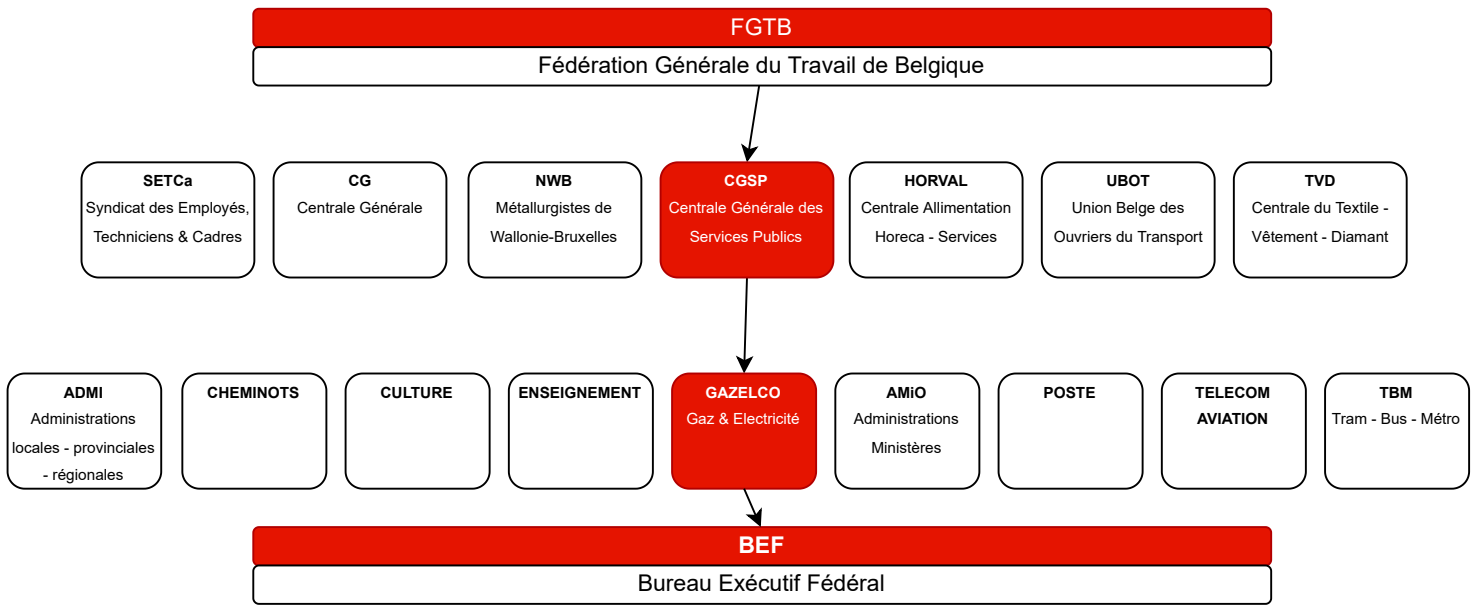 FGTB
Fédération Générale du Travail de Belgique
SETCa
Syndicat des Employés,
Techniciens & Cadres
CG
Centrale Générale
NWB
Métallurgistes de
Wallonie-Bruxelles
CGSP
Centrale Générale des
Services Publics
HORVAL
Centrale Allimentation
Horeca - Services
UBOT
Union Belge des
Ouvriers du Transport
TVD
Centrale du Textile -
Vêtement - Diamant
ADMI
Administrations
locales - provinciales
- régionales
CHEMINOTS
CULTURE
ENSEIGNEMENT
GAZELCO
Gaz & Electricité
AMiO
Administrations
Ministères
POSTE
TELECOM
AVIATION
TBM
Tram - Bus - Métro
BEF
Bureau Exécutif Fédéral